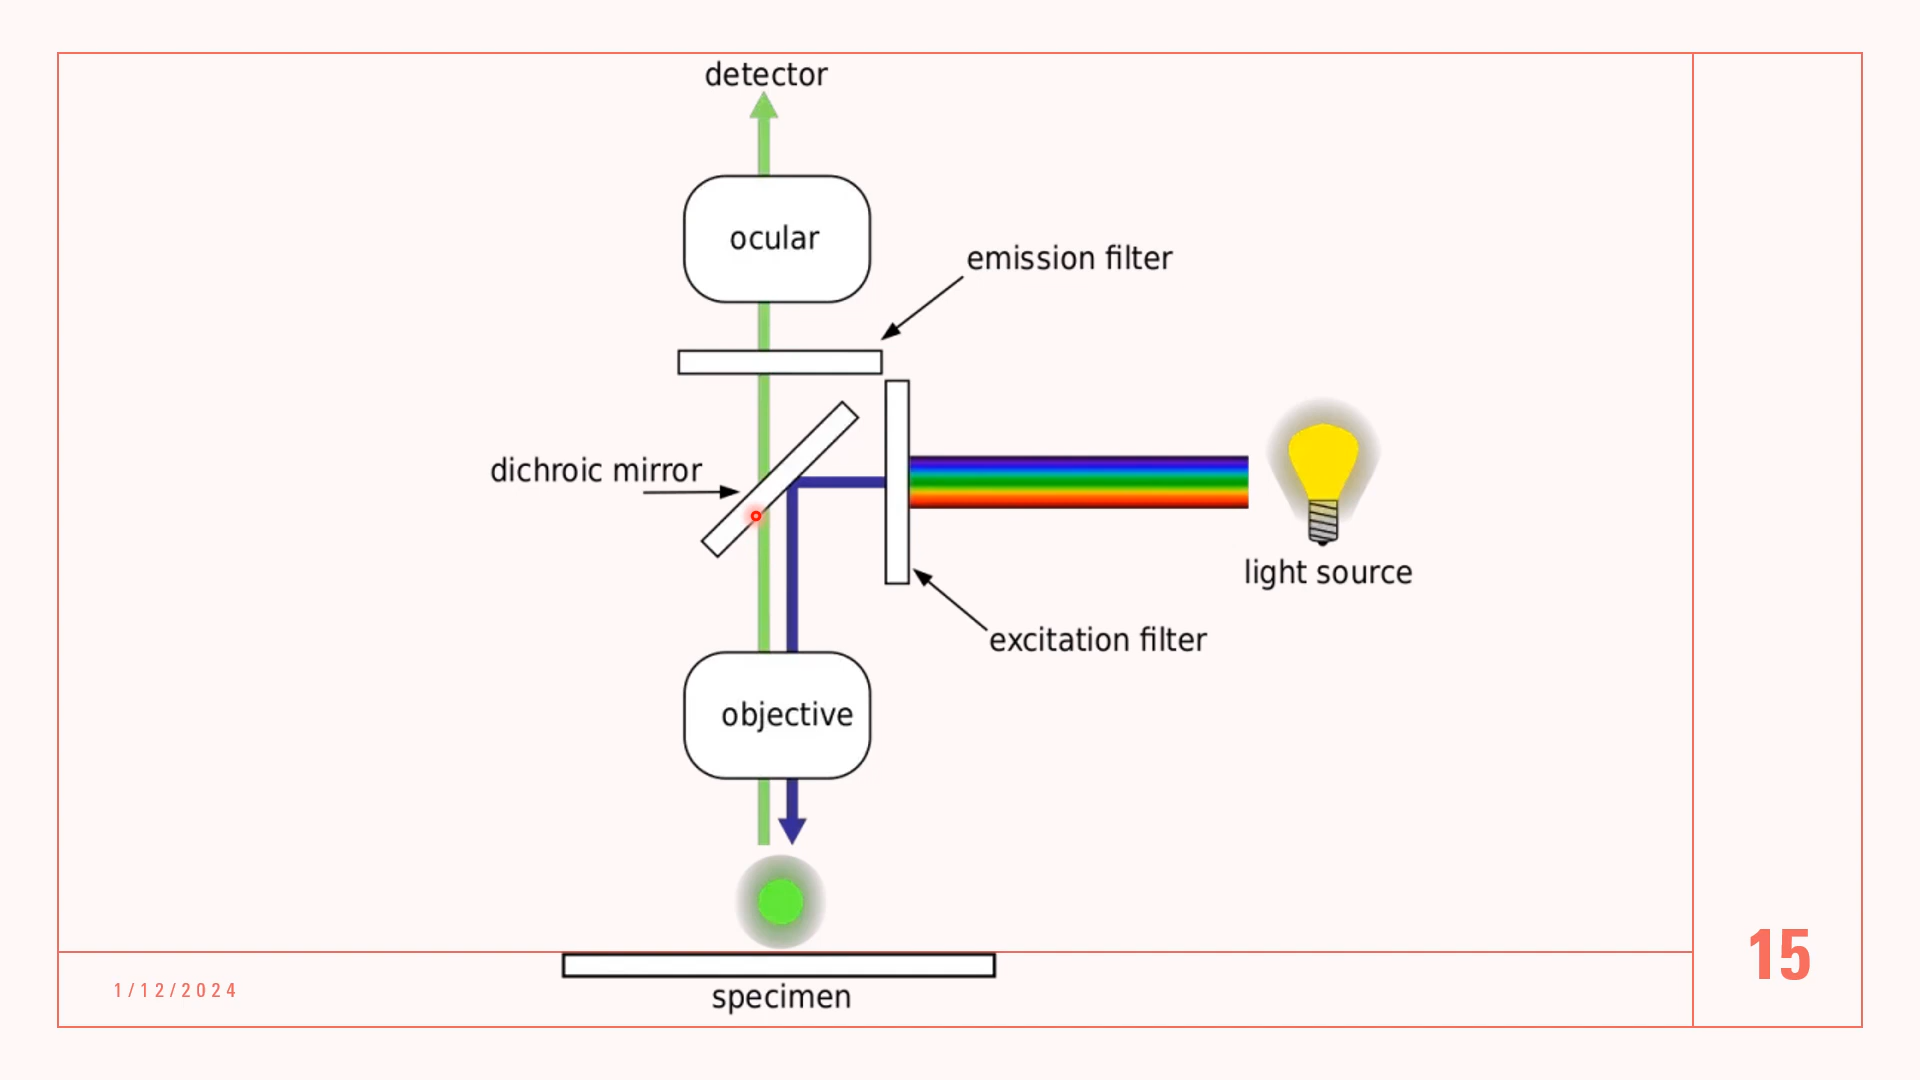 detector
ocular
emission filter
dichroic mirror
light source
excitation filter
objective
15
1/12/2024
specimen